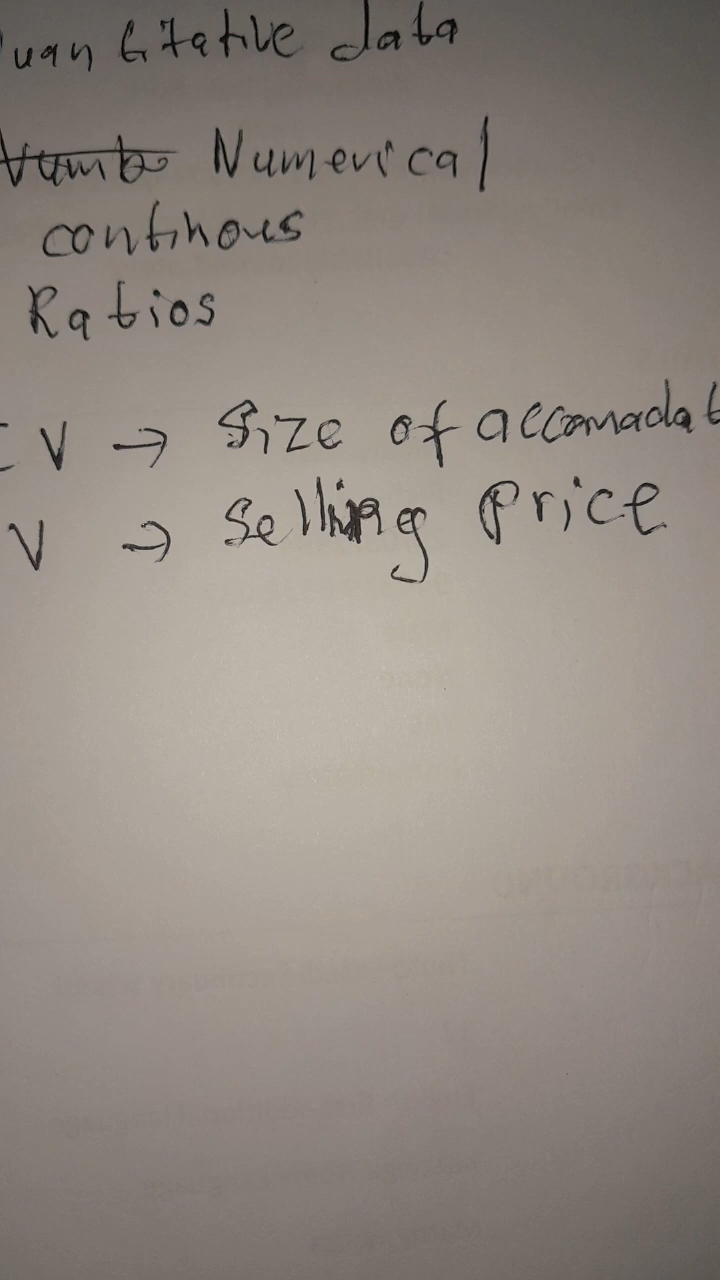 uantitative data
Numerical
continous
Ratios
V → Size of accomadat
V → Selling Price